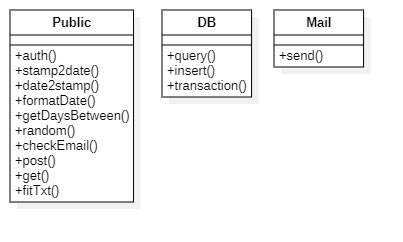 Public
+auth()
+stamp2date()
+date2stamp()
+formatDate()
+getDaysBetween()
+random()
+checkEmail()
+post()
+get()
+fitTxt()
DB
+query()
+insert()
+transaction()
Mail
+send()